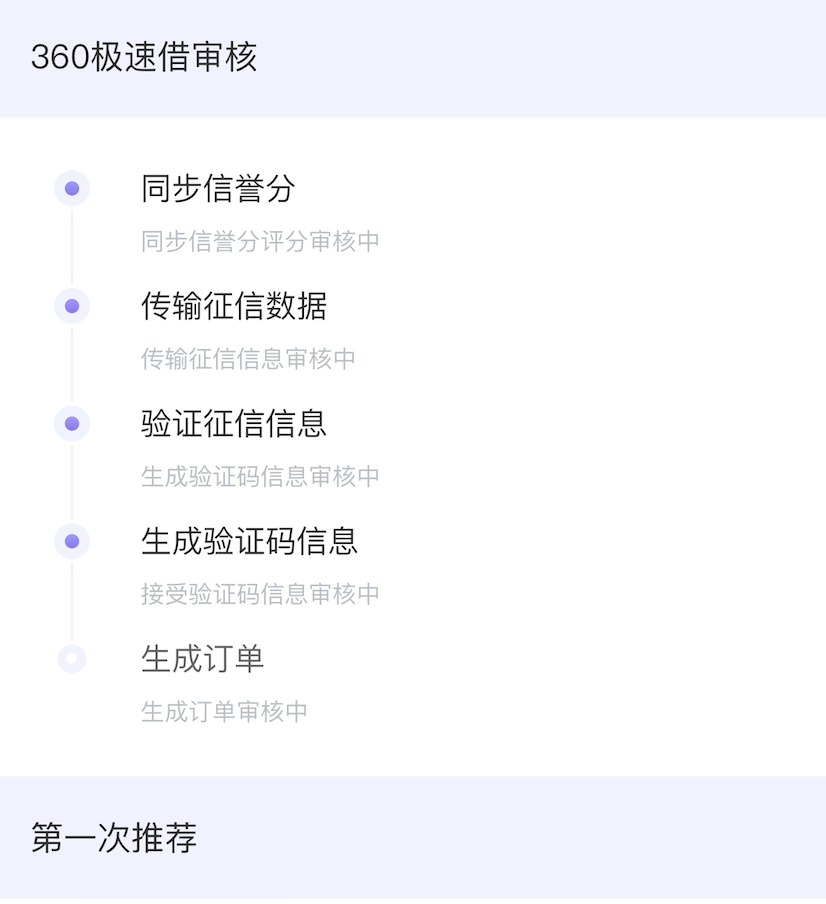 360极速借审核
同步信誉分
同步信誉分评分审核中
传输征信数据
传输征信信息审核中
验证征信信息
生成验证码信息审核中
生成验证码信息
接受验证码信息审核中
生成订单
生成订单审核中
第一次推荐